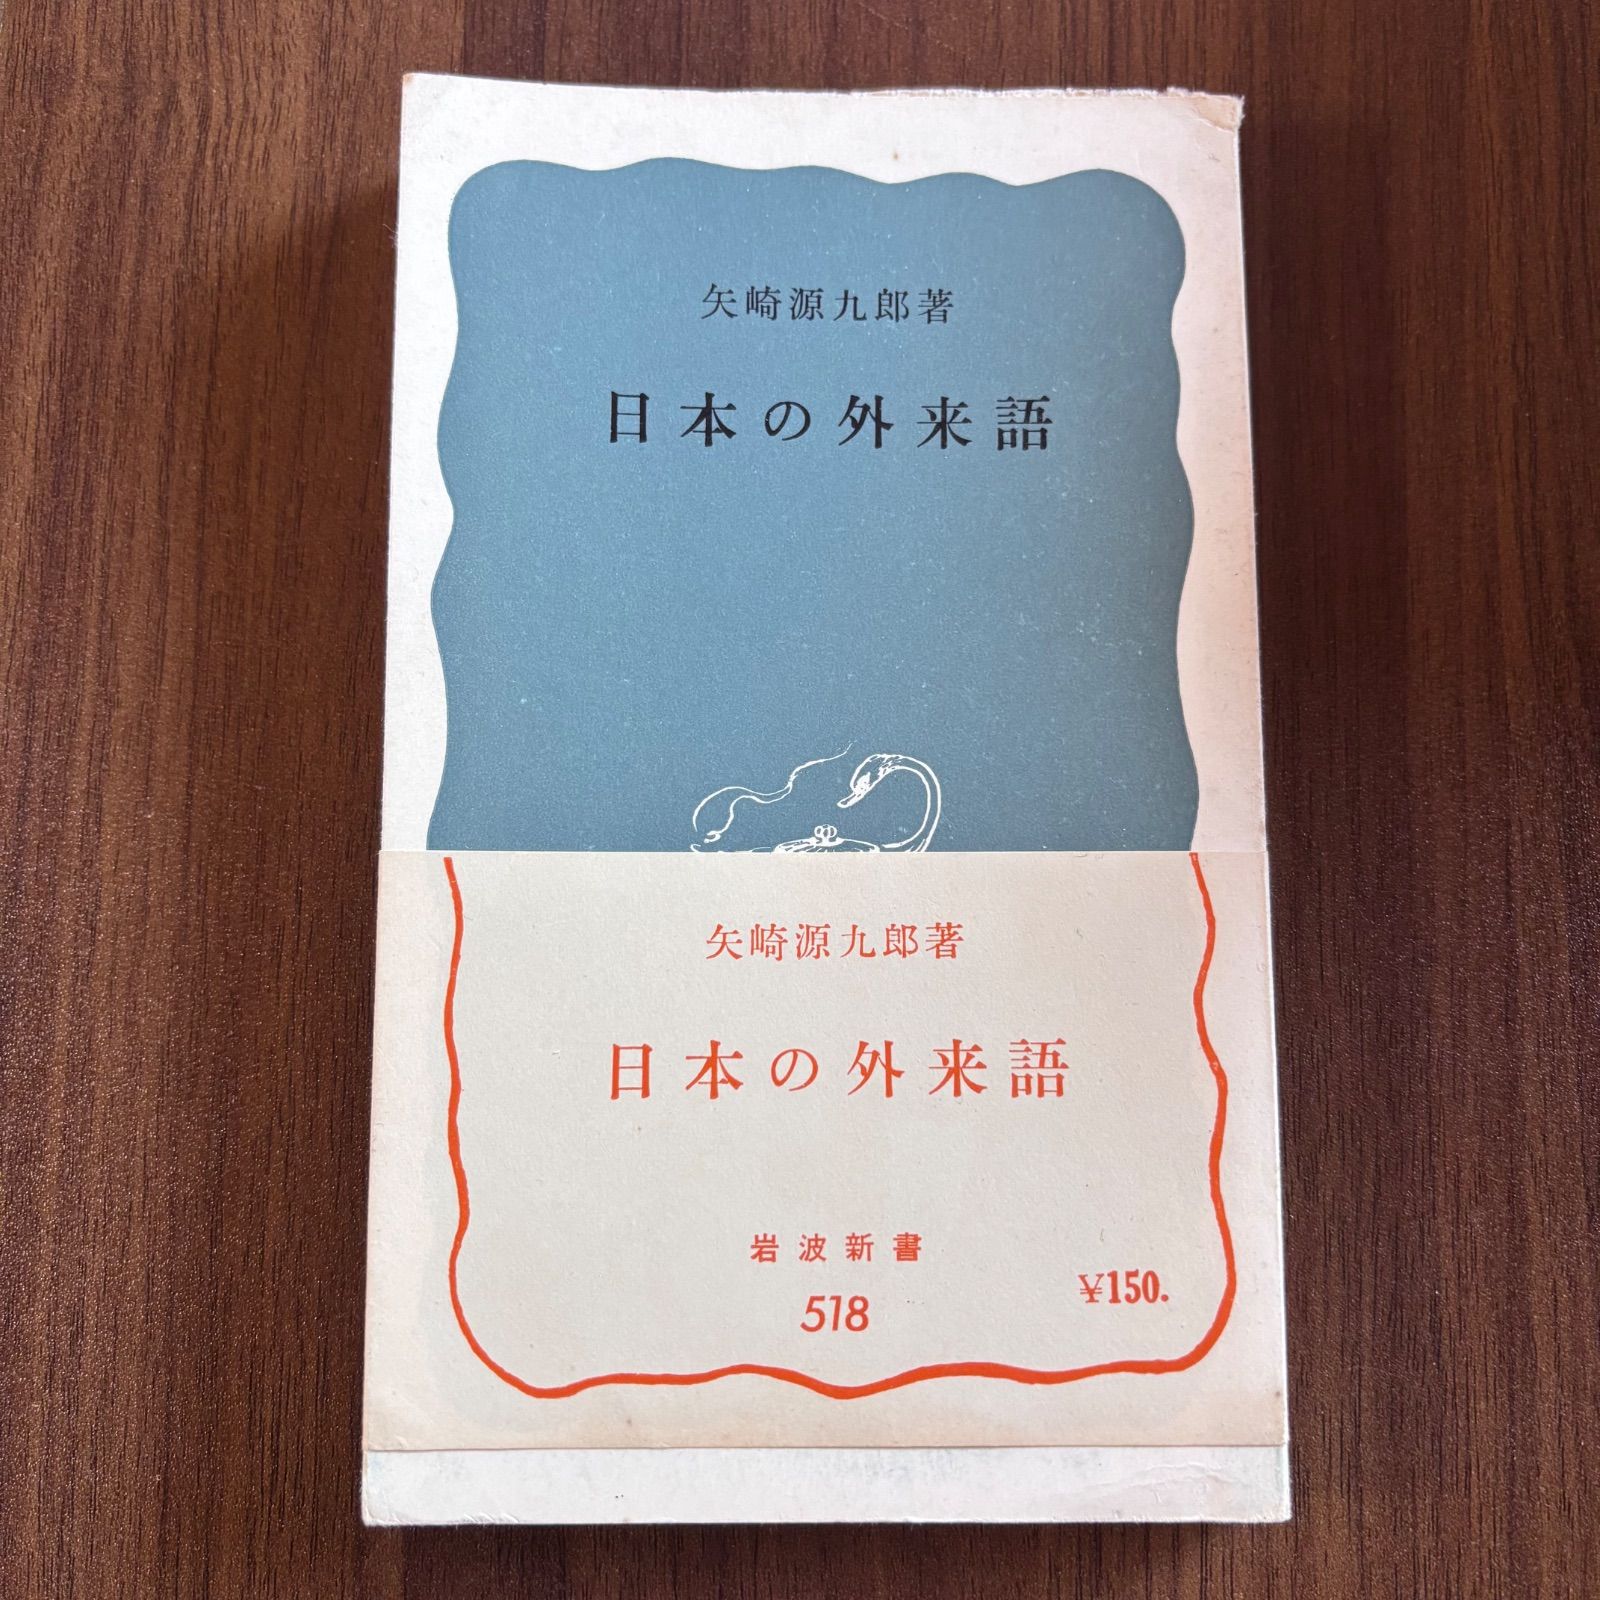 矢崎源九郎著
日本の外来語
矢崎源九郎著
日本の外来語
岩波新書
518
¥150.